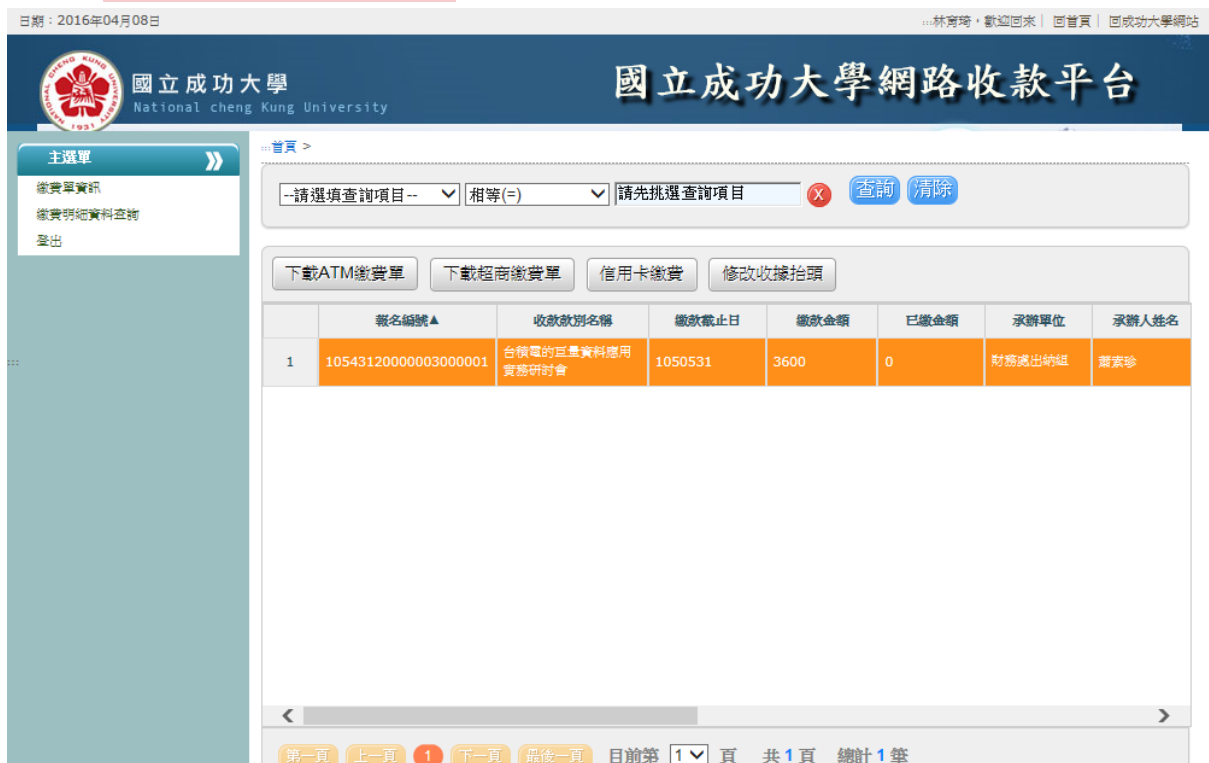 日期：2016年04月08日
:::林育琦，歡迎回來│ 回首頁│ 回成功大學網站
國立成功大學
National cheng Kung University
國立成功大學網路收款平台
主選單
繳費單資訊
繳費明細資料查詢
登出
:::首頁 >
--請選填查詢項目-- 相等(=) 請先挑選查詢項目 X 查詢 清除
下載ATM繳費單 下載超商繳費單 信用卡繳費 修改收據抬頭
報名編號▲ 收款款別名稱 繳款截止日 繳款金額 已繳金額 承辦單位 承辦人姓名
1 10543120000003000001 台積電的巨量資料應用實務研討會 1050531 3600 0 財務處出納組 蕭素珍
:::
第一頁 上一頁 1 下一頁 最後一頁 目前第 1 頁 共 1 頁 總計 1 筆